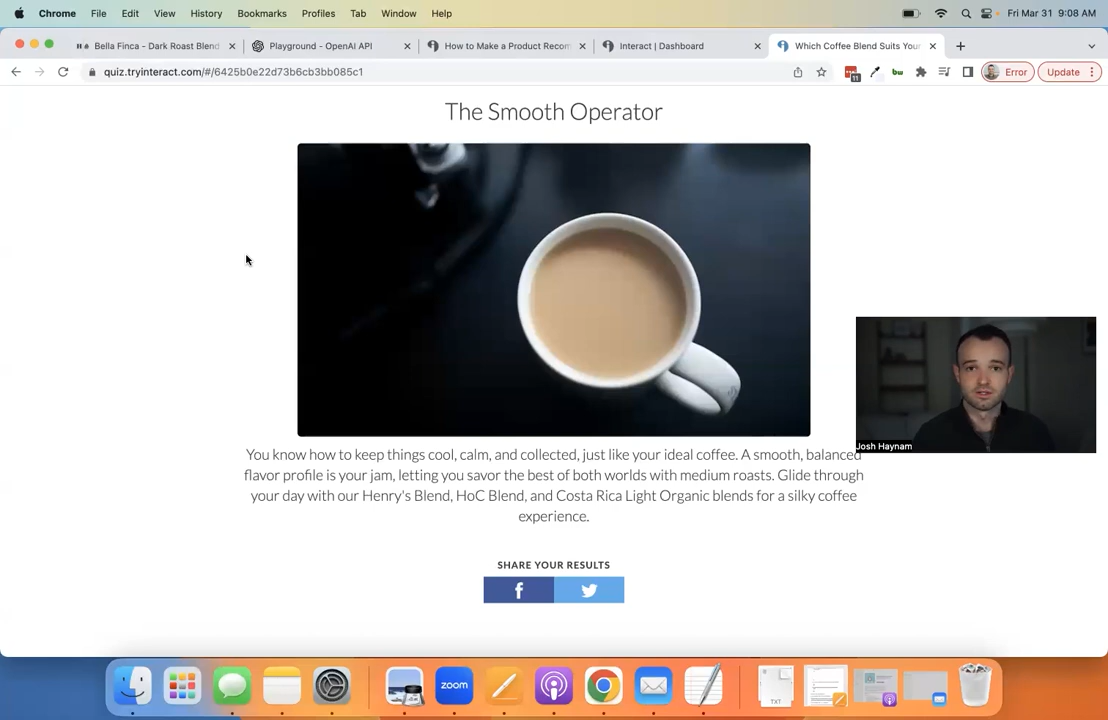 Chrome File Edit View History Bookmarks Profiles Tab Window Help Fri Mar 31 9:08 AM
Bella Finca - Dark Roast Blend Playground - OpenAI API How to Make a Product Recom Interact | Dashboard Which Coffee Blend Suits Your
quiz.tryinteract.com/#/6425b0e22d73b6cb3bb085c1 11 bw Error Update
The Smooth Operator
Josh Haynam
You know how to keep things cool, calm, and collected, just like your ideal coffee. A smooth, balanced
flavor profile is your jam, letting you savor the best of both worlds with medium roasts. Glide through
your day with our Henry's Blend, HoC Blend, and Costa Rica Light Organic blends for a silky coffee
experience.
SHARE YOUR RESULTS
f
zoom
TXT